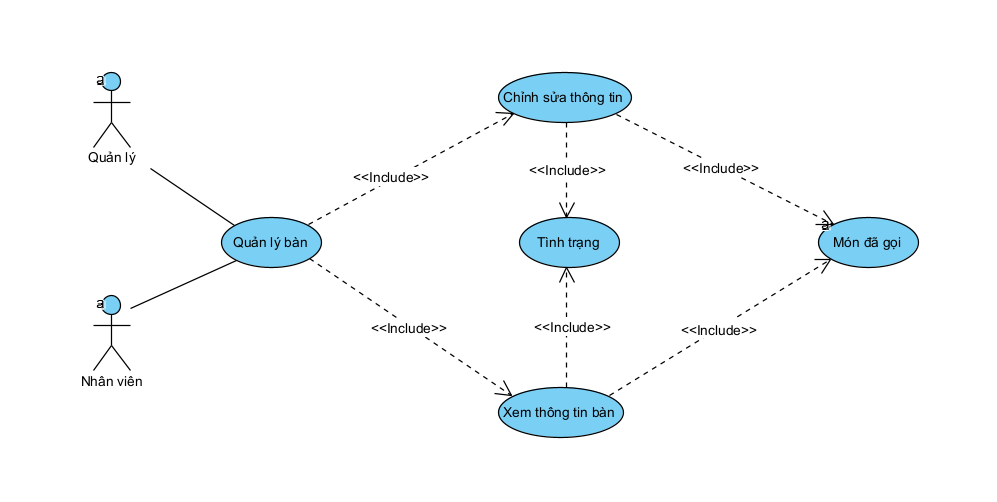 a
Quản lý
Chỉnh sửa thông tin
<<Include>>
<<Include>>
<<Include>>
Quản lý bàn
Tình trạng
a
Món đã gọi
a
Nhân viên
<<Include>>
<<Include>>
<<Include>>
Xem thông tin bàn